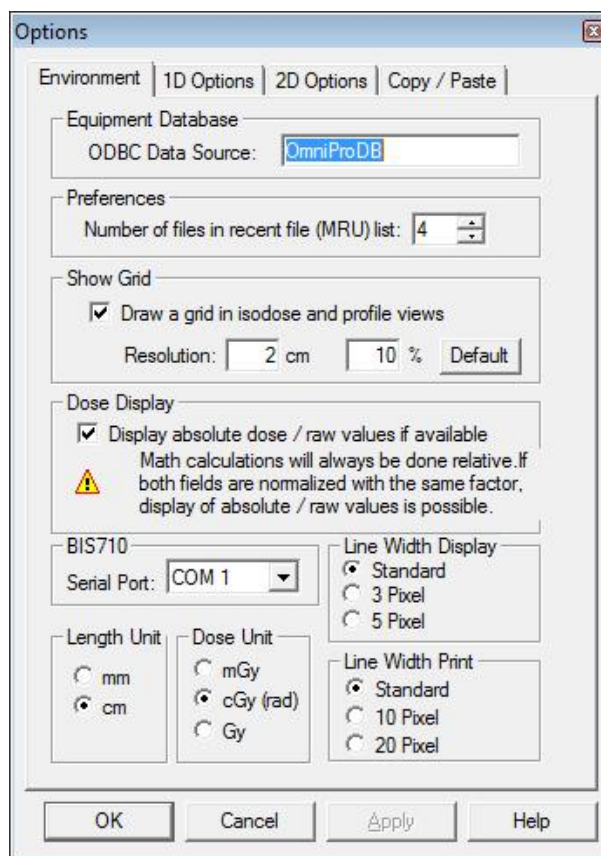 Options
Environment 1D Options 2D Options Copy / Paste
Equipment Database
ODBC Data Source: OmniProDB
Preferences
Number of files in recent file (MRU) list: 4
Show Grid
Draw a grid in isodose and profile views
Resolution: 2 cm 10 % Default
Dose Display
Display absolute dose / raw values if available
Math calculations will always be done relative.If
both fields are normalized with the same factor,
display of absolute / raw values is possible.
BIS710
Serial Port: COM 1
Line Width Display
Standard
3 Pixel
5 Pixel
Length Unit
mm
cm
Dose Unit
mGy
cGy (rad)
Gy
Line Width Print
Standard
10 Pixel
20 Pixel
OK Cancel Apply Help